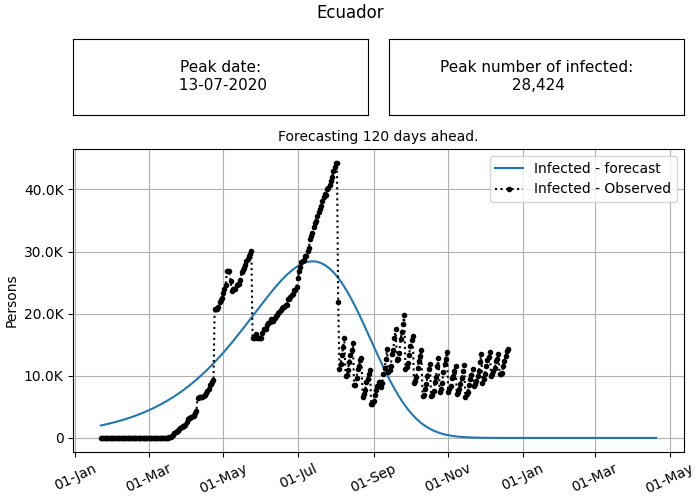 Ecuador
Peak date:
13-07-2020
Peak number of infected:
28,424
Forecasting 120 days ahead.
Infected - forecast
Infected - Observed
Persons
40.0K
30.0K
20.0K
10.0K
0
01-Jan
01-Mar
01-May
01-Jul
01-Sep
01-Nov
01-Jan
01-Mar
01-May